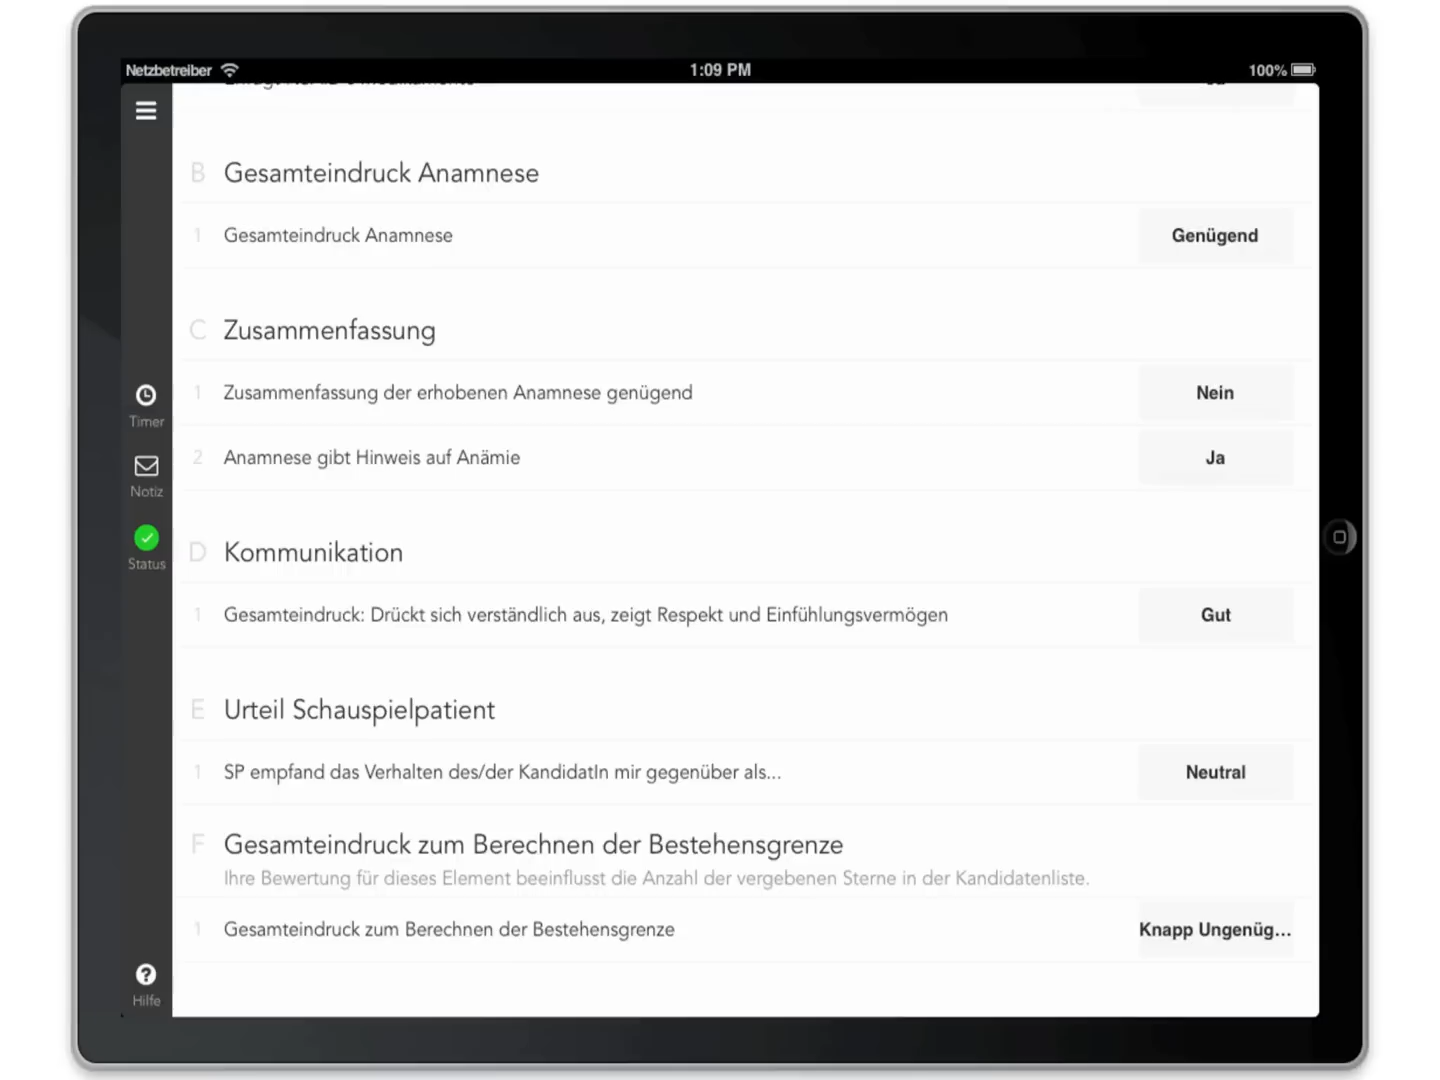 Netzbetreiber
1:09 PM
100%
B Gesamteindruck Anamnese
1 Gesamteindruck Anamnese Genügend
C Zusammenfassung
1 Zusammenfassung der erhobenen Anamnese genügend Nein
2 Anamnese gibt Hinweis auf Anämie Ja
D Kommunikation
1 Gesamteindruck: Drückt sich verständlich aus, zeigt Respekt und Einfühlungsvermögen Gut
E Urteil Schauspielpatient
1 SP empfand das Verhalten des/der KandidatIn mir gegenüber als... Neutral
F Gesamteindruck zum Berechnen der Bestehensgrenze
Ihre Bewertung für dieses Element beeinflusst die Anzahl der vergebenen Sterne in der Kandidatenliste.
1 Gesamteindruck zum Berechnen der Bestehensgrenze Knapp Ungenüg...
Timer
Notiz
Status
Hilfe